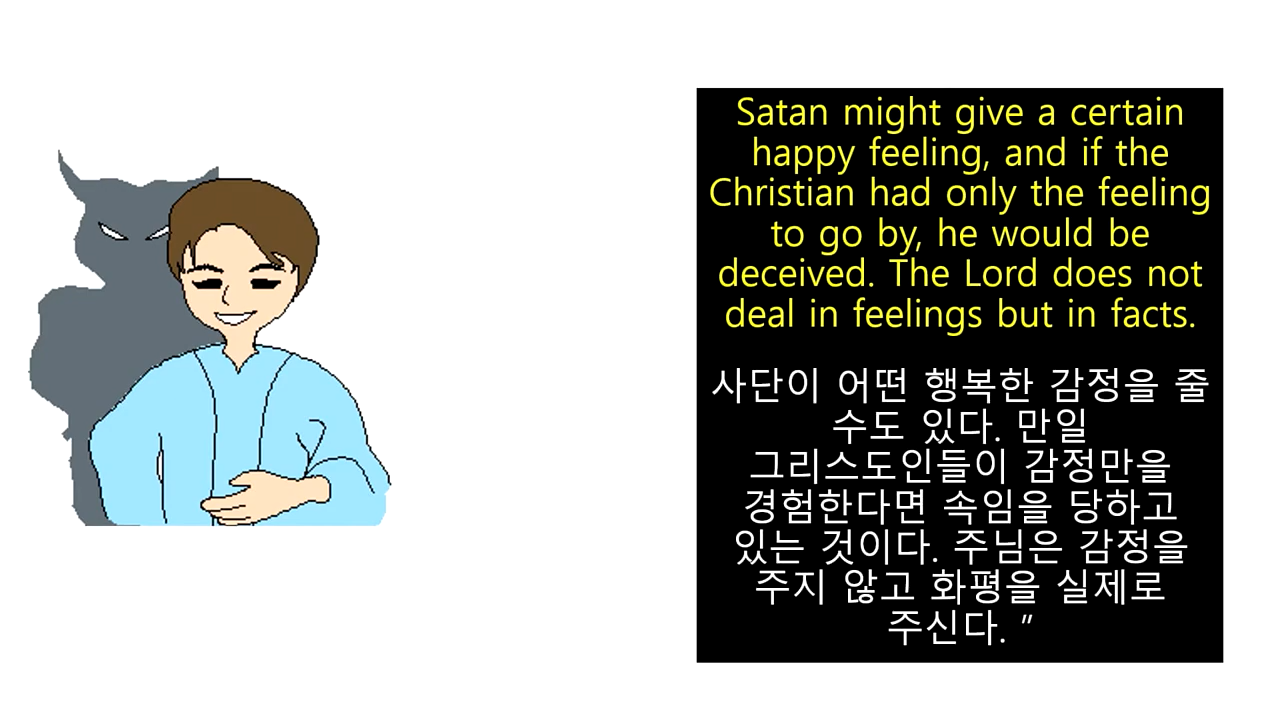 Satan might give a certain
happy feeling, and if the
Christian had only the feeling
to go by, he would be
deceived. The Lord does not
deal in feelings but in facts.
사단이 어떤 행복한 감정을 줄
수도 있다. 만일
그리스도인들이 감정만을
경험한다면 속임을 당하고
있는 것이다. 주님은 감정을
주지 않고 화평을 실제로
주신다. ”